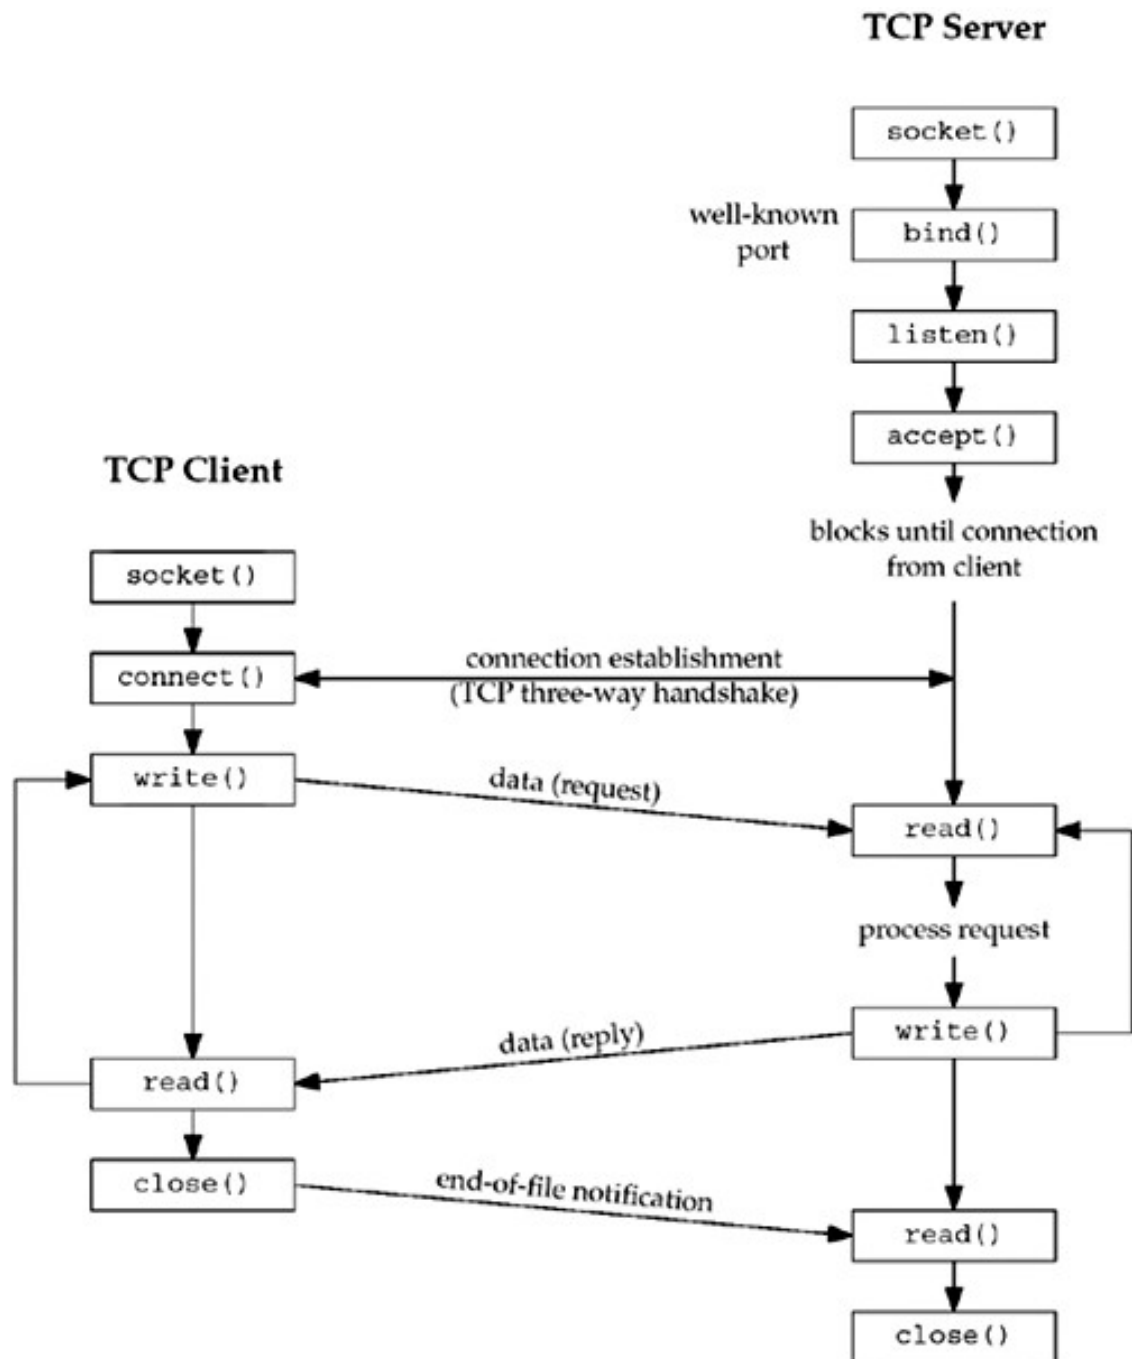 TCP Server
socket()
well-known
port
bind()
listen()
accept()
blocks until connection
from client
TCP Client
socket()
connect()
connection establishment
(TCP three-way handshake)
write()
data (request)
read()
process request
write()
data (reply)
read()
close()
end-of-file notification
read()
close()